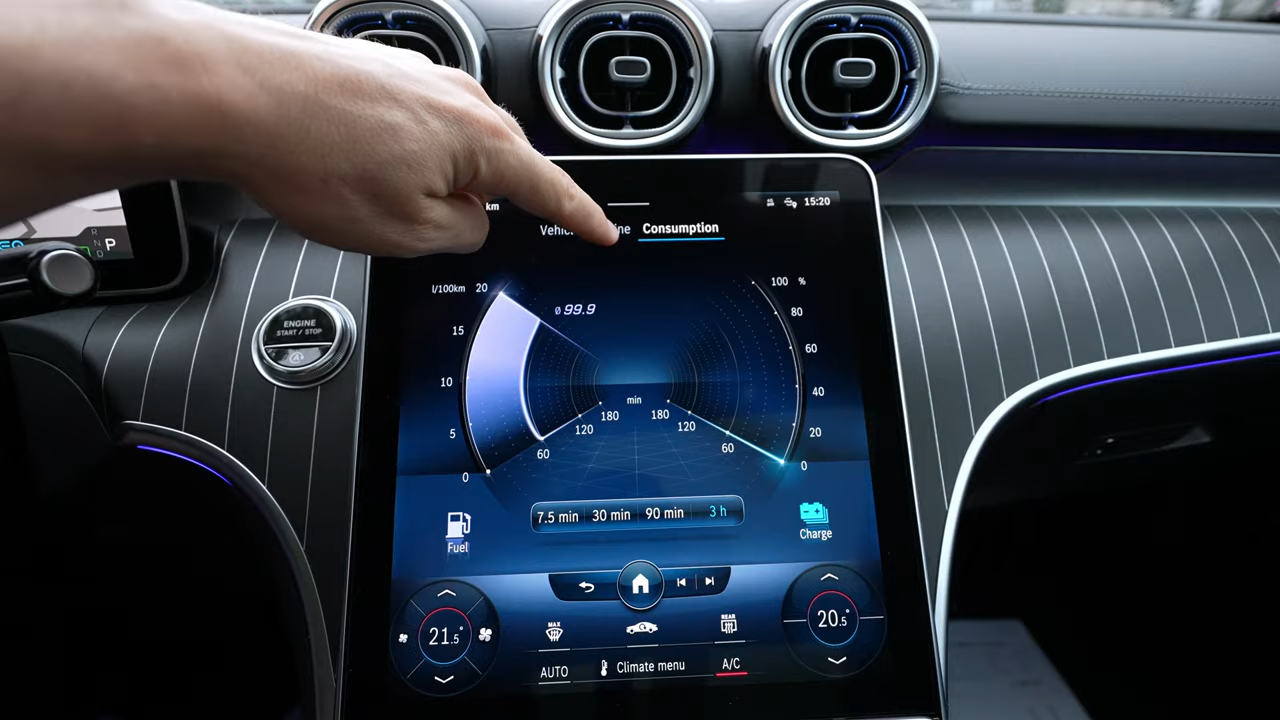 km
15:20
Consumption
l/100km 20
15
10
5
0
ø 99.9
100 %
80
60
40
20
0
min
180 180
120 120
60 60
7.5 min 30 min 90 min 3 h
Fuel
Charge
21.5°
20.5°
MAX
REAR
AUTO
Climate menu
A/C
ENGINE
START / STOP
A
R
N
D
P